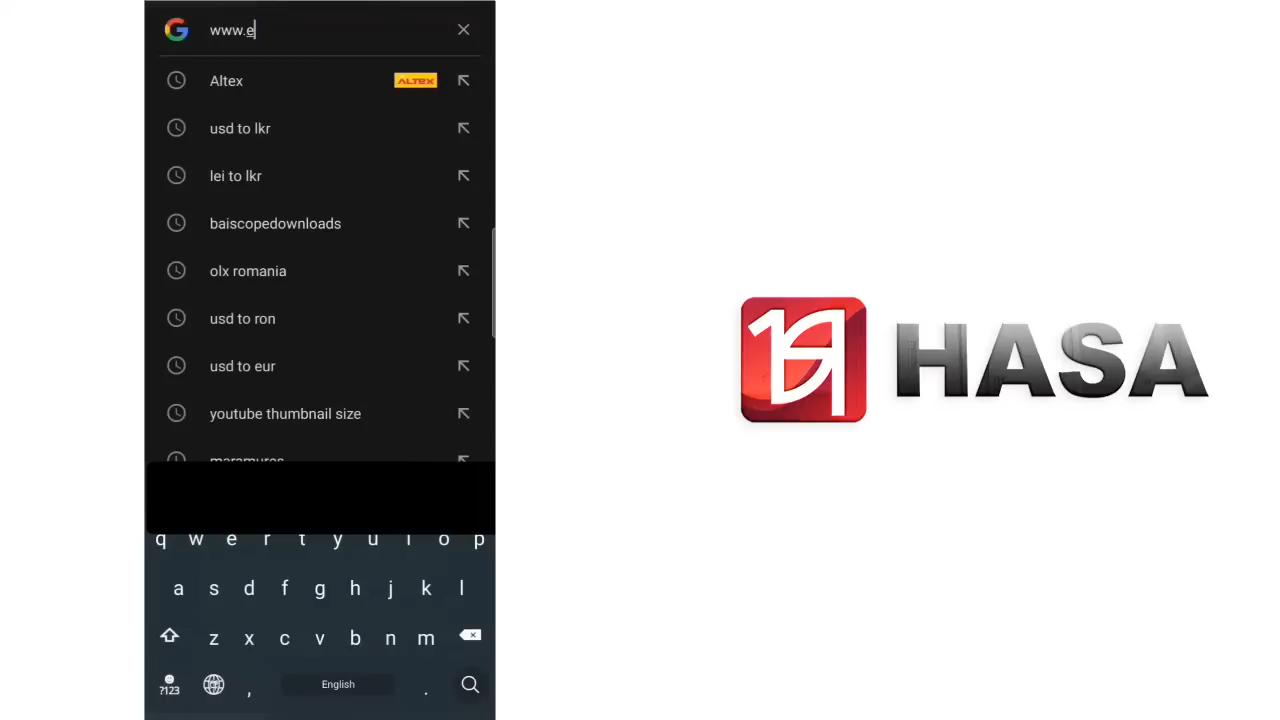 www.e
Altex
ALTEX
usd to lkr
lei to lkr
baiscopedownloads
olx romania
usd to ron
usd to eur
youtube thumbnail size
maramures
q w e r t y u i o p
a s d f g h j k l
z x c v b n m
?123 , English .
HASA